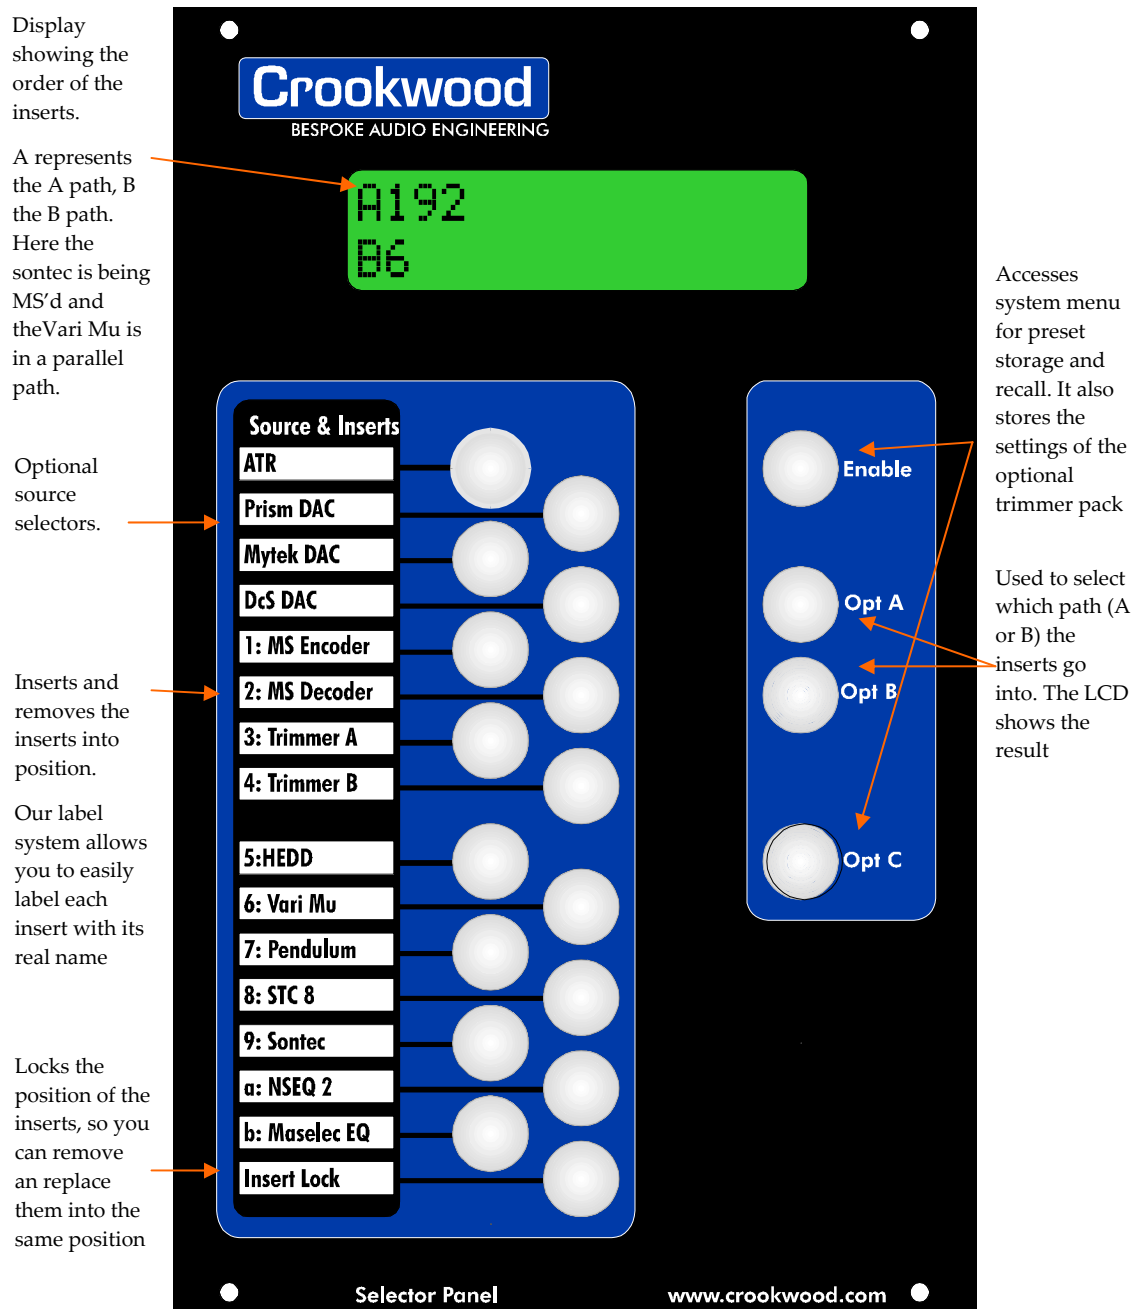 Display
showing the
order of the
inserts.
A represents
the A path, B
the B path.
Here the
sontec is being
MS’d and
theVari Mu is
in a parallel
path.
Optional
source
selectors.
Inserts and
removes the
inserts into
position.
Our label
system allows
you to easily
label each
insert with its
real name
Locks the
position of the
inserts, so you
can remove
an replace
them into the
same position
Crookwood
BESPOKE AUDIO ENGINEERING
A192
B6
Source & Inserts
ATR
Prism DAC
Mytek DAC
DcS DAC
1: MS Encoder
2: MS Decoder
3: Trimmer A
4: Trimmer B
5:HEDD
6: Vari Mu
7: Pendulum
8: STC 8
9: Sontec
a: NSEQ 2
b: Maselec EQ
Insert Lock
Enable
Opt A
Opt B
Opt C
Accesses
system menu
for preset
storage and
recall. It also
stores the
settings of the
optional
trimmer pack
Used to select
which path (A
or B) the
inserts go
into. The LCD
shows the
result
Selector Panel
www.crookwood.com